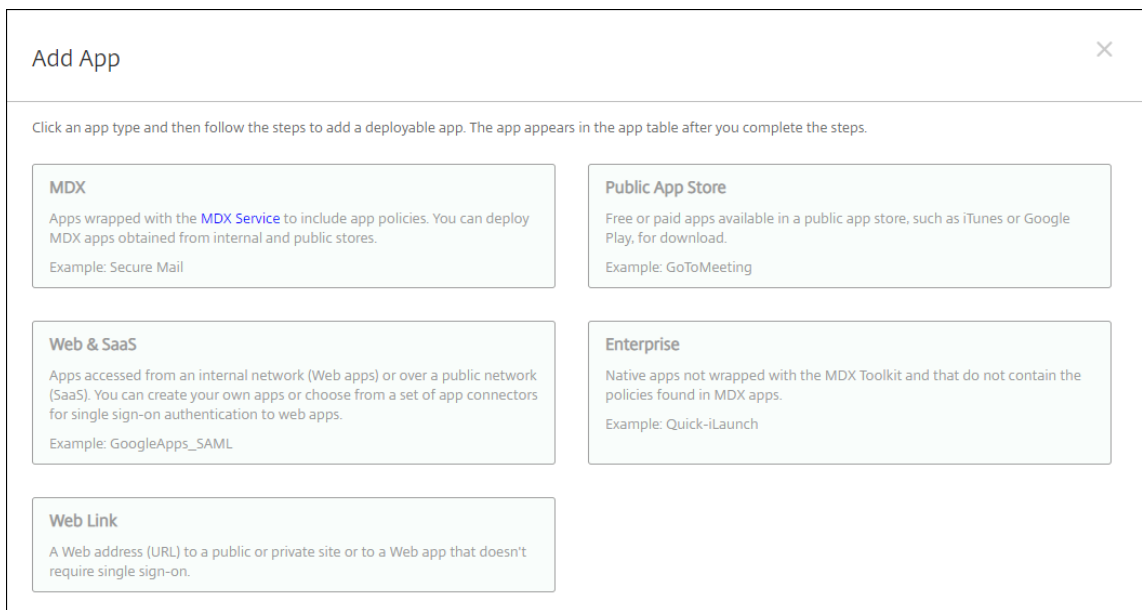 Add App
Click an app type and then follow the steps to add a deployable app. The app appears in the app table after you complete the steps.
MDX
Apps wrapped with the MDX Service to include app policies. You can deploy
MDX apps obtained from internal and public stores.
Example: Secure Mail
Public App Store
Free or paid apps available in a public app store, such as iTunes or Google
Play, for download.
Example: GoToMeeting
Web & SaaS
Apps accessed from an internal network (Web apps) or over a public network
(SaaS). You can create your own apps or choose from a set of app connectors
for single sign-on authentication to web apps.
Example: GoogleApps_SAML
Enterprise
Native apps not wrapped with the MDX Toolkit and that do not contain the
policies found in MDX apps.
Example: Quick-iLaunch
Web Link
A Web address (URL) to a public or private site or to a Web app that doesn't
require single sign-on.